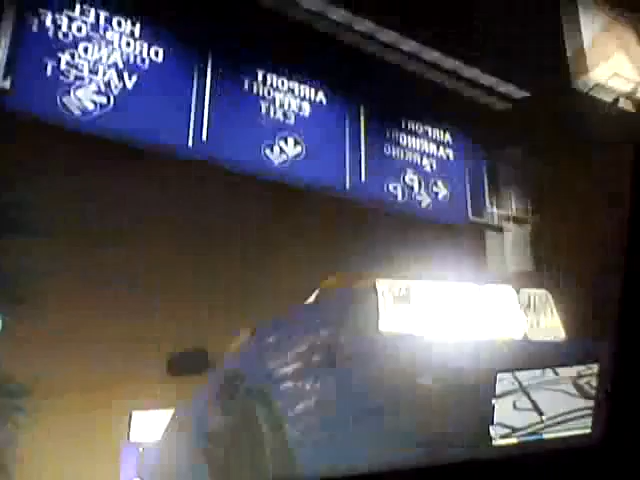 HOTEL
DROP-OFF
AND
VALET
AIRPORT
EXIT
AIRPORT
PARKING
P